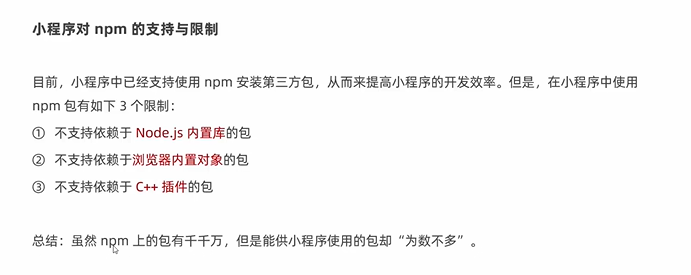 小程序对 npm 的支持与限制
目前，小程序中已经支持使用 npm 安装第三方包，从而来提高小程序的开发效率。但是，在小程序中使用
npm 包有如下 3 个限制：
① 不支持依赖于 Node.js 内置库的包
② 不支持依赖于浏览器内置对象的包
③ 不支持依赖于 C++ 插件的包
总结：虽然 npm 上的包有千千万，但是能供小程序使用的包却“为数不多”。